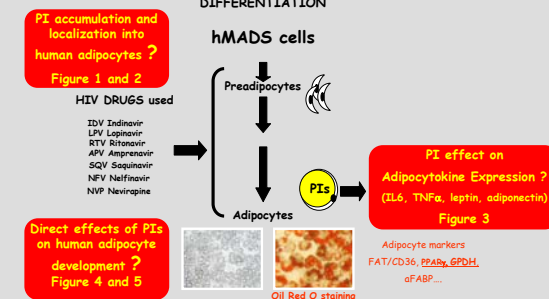 DIFFERENTIATION
PI accumulation and
localization into
human adipocytes ?
Figure 1 and 2
hMADS cells
Preadipocytes
HIV DRUGS used
IDV Indinavir
LPV Lopinavir
RTV Ritonavir
APV Amprenavir
SQV Saquinavir
NFV Nelfinavir
NVP Nevirapine
PIs
Adipocytes
PI effect on
Adipocytokine Expression ?
(IL6, TNFα, leptin, adiponectin)
Figure 3
Direct effects of PIs
on human adipocyte
development ?
Figure 4 and 5
Adipocyte markers
FAT/CD36, PPARγ, GPDH,
aFABP....
Oil Red O staining